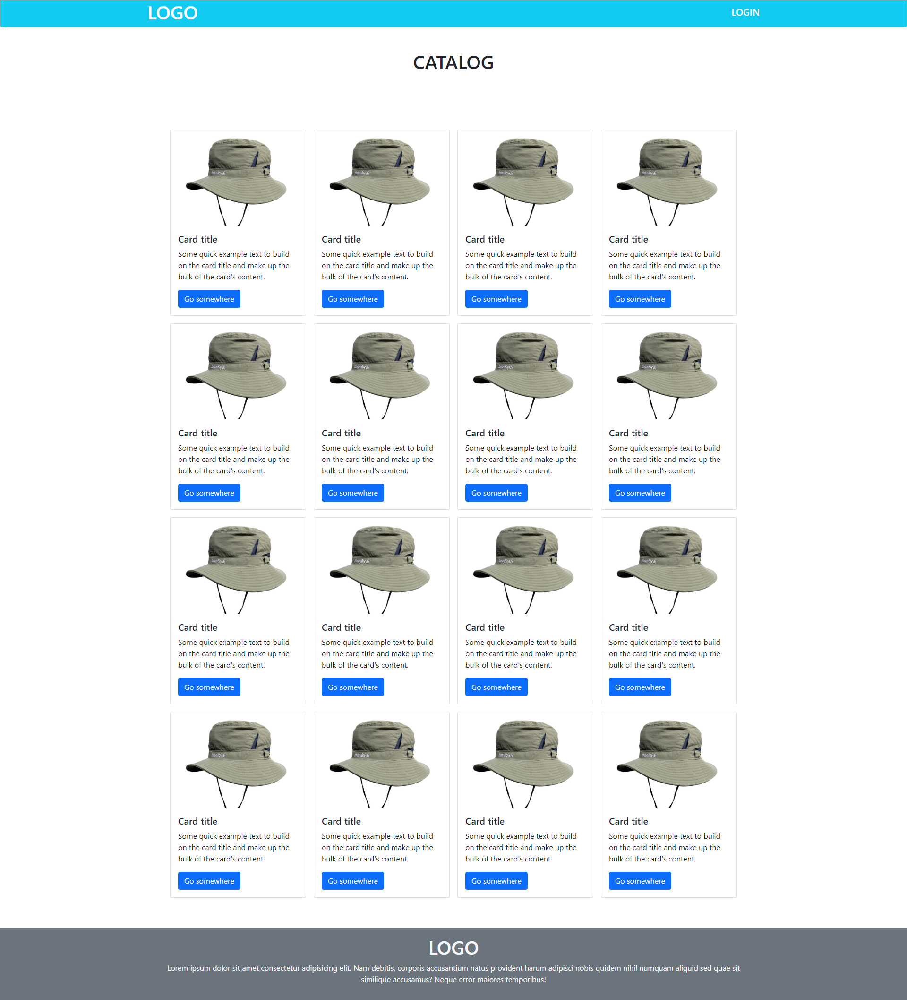 LOGO
LOGIN
CATALOG
Card title
Some quick example text to build
on the card title and make up the
bulk of the card's content.
Go somewhere
Card title
Some quick example text to build
on the card title and make up the
bulk of the card's content.
Go somewhere
Card title
Some quick example text to build
on the card title and make up the
bulk of the card's content.
Go somewhere
Card title
Some quick example text to build
on the card title and make up the
bulk of the card's content.
Go somewhere
Card title
Some quick example text to build
on the card title and make up the
bulk of the card's content.
Go somewhere
Card title
Some quick example text to build
on the card title and make up the
bulk of the card's content.
Go somewhere
Card title
Some quick example text to build
on the card title and make up the
bulk of the card's content.
Go somewhere
Card title
Some quick example text to build
on the card title and make up the
bulk of the card's content.
Go somewhere
Card title
Some quick example text to build
on the card title and make up the
bulk of the card's content.
Go somewhere
Card title
Some quick example text to build
on the card title and make up the
bulk of the card's content.
Go somewhere
Card title
Some quick example text to build
on the card title and make up the
bulk of the card's content.
Go somewhere
Card title
Some quick example text to build
on the card title and make up the
bulk of the card's content.
Go somewhere
Card title
Some quick example text to build
on the card title and make up the
bulk of the card's content.
Go somewhere
Card title
Some quick example text to build
on the card title and make up the
bulk of the card's content.
Go somewhere
Card title
Some quick example text to build
on the card title and make up the
bulk of the card's content.
Go somewhere
Card title
Some quick example text to build
on the card title and make up the
bulk of the card's content.
Go somewhere
LOGO
Lorem ipsum dolor sit amet consectetur adipisicing elit. Nam debitis, corporis accusantium natus provident harum adipisci nobis quidem nihil numquam aliquid sed quae sit
similique accusamus? Neque error maiores temporibus!